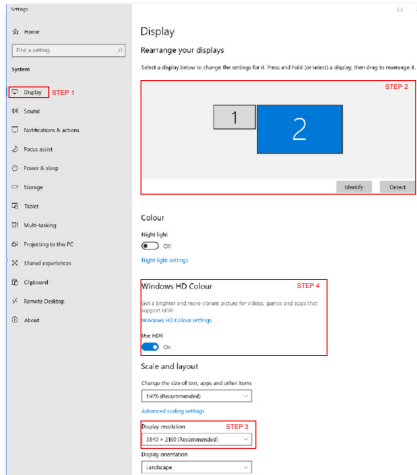 Settings
Home
Find a setting
System
Display STEP 1
Sound
Notifications & actions
Focus assist
Power & sleep
Storage
Tablet
Multi-tasking
Projecting to this PC
Shared experiences
Clipboard
Remote Desktop
About
Display
Rearrange your displays
Select a display below to change the settings for it. Press and hold (or select) a display, then drag to rearrange it.
STEP 2
1 2
Identify Detect
Colour
Night light
Off
Night light settings
Windows HD Colour STEP 4
Get a brighter and more vibrant picture for videos, games and apps that
support HDR
Windows HD Colour settings
Use HDR
On
Scale and layout
Change the size of text, apps and other items
150% (Recommended)
Advanced scaling settings
Display resolution STEP 3
3840 × 2160 (Recommended)
Display orientation
Landscape